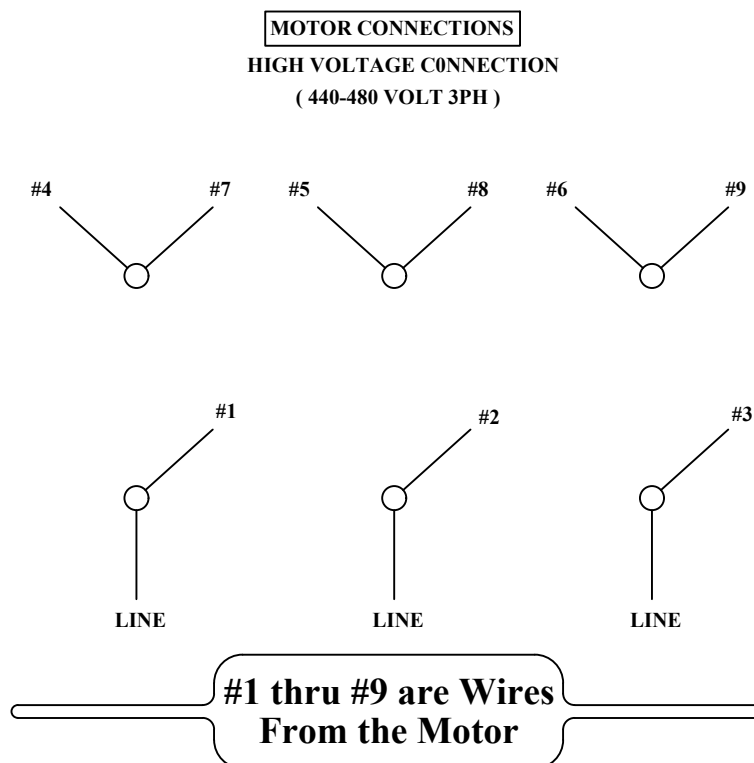 MOTOR CONNECTIONS
HIGH VOLTAGE C0NNECTION
( 440-480 VOLT 3PH )
#4 #7 #5 #8 #6 #9
#1 #2 #3
LINE LINE LINE
#1 thru #9 are Wires
From the Motor